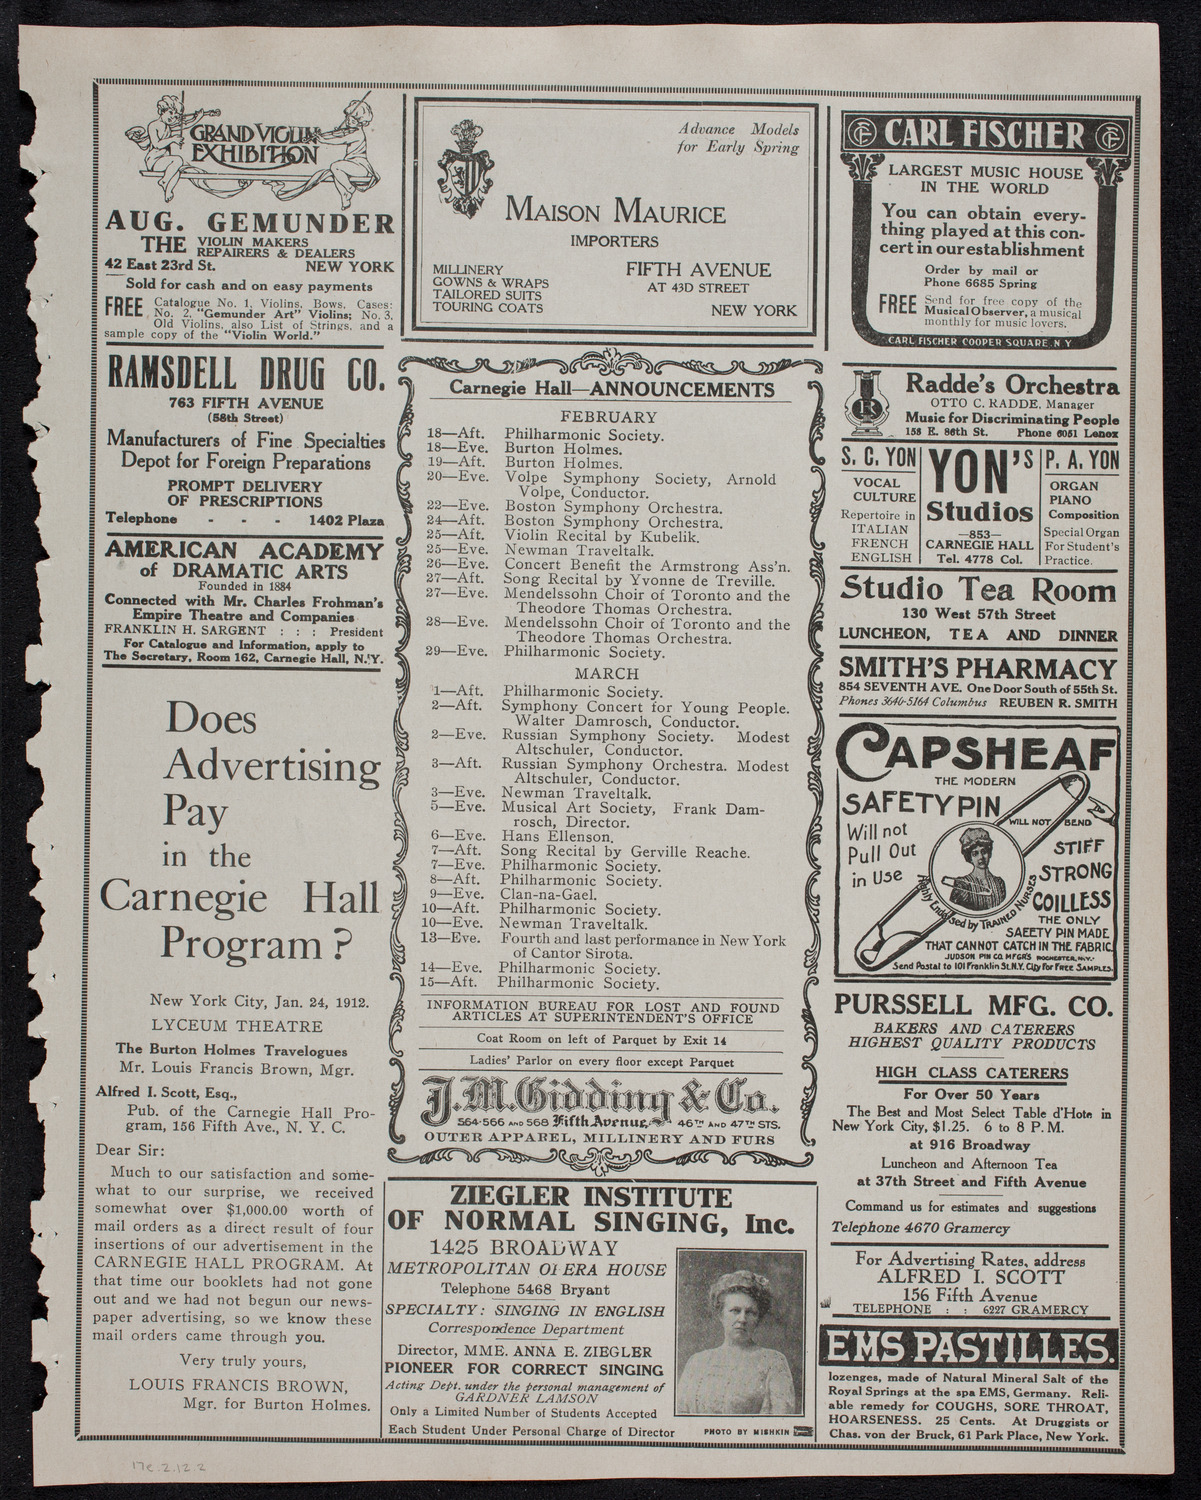 GRAND VIOLIN
EXHIBITION
AUG. GEMUNDER
THE VIOLIN MAKERS
REPAIRERS & DEALERS
42 East 23rd St. NEW YORK
Sold for cash and on easy payments
FREE Catalogue No. 1, Violins, Bows, Cases:
No. 2, "Gemunder Art" Violins; No. 3,
Old Violins, also List of Strings, and a
sample copy of the "Violin World."
RAMSDELL DRUG CO.
763 FIFTH AVENUE
(58th Street)
Manufacturers of Fine Specialties
Depot for Foreign Preparations
PROMPT DELIVERY
OF PRESCRIPTIONS
Telephone - - - 1402 Plaza
AMERICAN ACADEMY
of DRAMATIC ARTS
Founded in 1884
Connected with Mr. Charles Frohman's
Empire Theatre and Companies
FRANKLIN H. SARGENT : : : President
For Catalogue and Information, apply to
The Secretary, Room 162, Carnegie Hall, N.Y.
Does
Advertising
Pay
in the
Carnegie Hall
Program?
New York City, Jan. 24, 1912.
LYCEUM THEATRE
The Burton Holmes Travelogues
Mr. Louis Francis Brown, Mgr.
Alfred I. Scott, Esq.,
Pub. of the Carnegie Hall Pro-
gram, 156 Fifth Ave., N. Y. C.
Dear Sir:
Much to our satisfaction and some-
what to our surprise, we received
somewhat over $1,000.00 worth of
mail orders as a direct result of four
insertions of our advertisement in the
CARNEGIE HALL PROGRAM. At
that time our booklets had not gone
out and we had not begun our news-
paper advertising, so we know these
mail orders came through you.
Very truly yours,
LOUIS FRANCIS BROWN,
Mgr. for Burton Holmes.
Advance Models
for Early Spring
MAISON MAURICE
IMPORTERS
MILLINERY
GOWNS & WRAPS
TAILORED SUITS
TOURING COATS
FIFTH AVENUE
AT 43D STREET
NEW YORK
Carnegie Hall—ANNOUNCEMENTS
FEBRUARY
18—Aft. Philharmonic Society.
18—Eve. Burton Holmes.
19—Aft. Burton Holmes.
20—Eve. Volpe Symphony Society, Arnold
Volpe, Conductor.
22—Eve. Boston Symphony Orchestra.
24—Aft. Boston Symphony Orchestra.
25—Aft. Violin Recital by Kubelik.
25—Eve. Newman Traveltalk.
26—Eve. Concert Benefit the Armstrong Ass'n.
27—Aft. Song Recital by Yvonne de Treville.
27—Eve. Mendelssohn Choir of Toronto and the
Theodore Thomas Orchestra.
28—Eve. Mendelssohn Choir of Toronto and the
Theodore Thomas Orchestra.
29—Eve. Philharmonic Society.
MARCH
1—Aft. Philharmonic Society.
2—Aft. Symphony Concert for Young People.
Walter Damrosch, Conductor.
2—Eve. Russian Symphony Society. Modest
Altschuler, Conductor.
3—Aft. Russian Symphony Orchestra. Modest
Altschuler, Conductor.
3—Eve. Newman Traveltalk.
5—Eve. Musical Art Society, Frank Dam-
rosch, Director.
6—Eve. Hans Ellenson.
7—Aft. Song Recital by Gerville Reache.
7—Eve. Philharmonic Society.
8—Aft. Philharmonic Society.
9—Eve. Clan-na-Gael.
10—Aft. Philharmonic Society.
10—Eve. Newman Traveltalk.
13—Eve. Fourth and last performance in New York
of Cantor Sirota.
14—Eve. Philharmonic Society.
15—Aft. Philharmonic Society.
INFORMATION BUREAU FOR LOST AND FOUND
ARTICLES AT SUPERINTENDENT'S OFFICE
Coat Room on left of Parquet by Exit 14
Ladies' Parlor on every floor except Parquet
J.M. Gidding & Co.
564-566 AND 568 Fifth Avenue, 46TH AND 47TH STS.
OUTER APPAREL, MILLINERY AND FURS
ZIEGLER INSTITUTE
OF NORMAL SINGING, Inc.
1425 BROADWAY
METROPOLITAN OPERA HOUSE
Telephone 5468 Bryant
SPECIALTY: SINGING IN ENGLISH
Correspondence Department
Director, MME. ANNA E. ZIEGLER
PIONEER FOR CORRECT SINGING
Acting Dept. under the personal management of
GARDNER LAMSON
Only a Limited Number of Students Accepted
Each Student Under Personal Charge of Director
PHOTO BY MISHKIN
CARL FISCHER
LARGEST MUSIC HOUSE
IN THE WORLD
You can obtain every-
thing played at this con-
cert in our establishment
Order by mail or
Phone 6685 Spring
FREE Send for free copy of the
Musical Observer, a musical
monthly for music lovers.
CARL FISCHER COOPER SQUARE. N Y
Radde's Orchestra
OTTO C. RADDE, Manager
Music for Discriminating People
158 E. 86th St. Phone 6051 Lenox
S. C. YON
VOCAL
CULTURE
Repertoire in
ITALIAN
FRENCH
ENGLISH
YON'S
Studios
—853—
CARNEGIE HALL
Tel. 4778 Col.
P. A. YON
ORGAN
PIANO
Composition
Special Organ
For Student's
Practice.
Studio Tea Room
130 West 57th Street
LUNCHEON, TEA AND DINNER
SMITH'S PHARMACY
854 SEVENTH AVE. One Door South of 55th St.
Phones 3646-5164 Columbus REUBEN R. SMITH
CAPSHEAF
THE MODERN
SAFETY PIN
WILL NOT BEND
Will not
Pull Out
in Use
STIFF
STRONG
COILLESS
Highly Endorsed by TRAINED NURSES
THE ONLY
SAFETY PIN MADE
THAT CANNOT CATCH IN THE FABRIC.
JUDSON PIN CO. MFGR'S ROCHESTER, N.Y.
Send Postal to 101 Franklin St. N.Y. City for FREE SAMPLES.
PURSSELL MFG. CO.
BAKERS AND CATERERS
HIGHEST QUALITY PRODUCTS
HIGH CLASS CATERERS
For Over 50 Years
The Best and Most Select Table d'Hote in
New York City, $1.25. 6 to 8 P. M.
at 916 Broadway
Luncheon and Afternoon Tea
at 37th Street and Fifth Avenue
Command us for estimates and suggestions
Telephone 4670 Gramercy
For Advertising Rates, address
ALFRED I. SCOTT
156 Fifth Avenue
TELEPHONE : : 6227 GRAMERCY
EMS PASTILLES.
lozenges, made of Natural Mineral Salt of the
Royal Springs at the spa EMS, Germany. Reli-
able remedy for COUGHS, SORE THROAT,
HOARSENESS. 25 Cents. At Druggists or
Chas. von der Bruck, 61 Park Place, New York.
17e.2.12.2